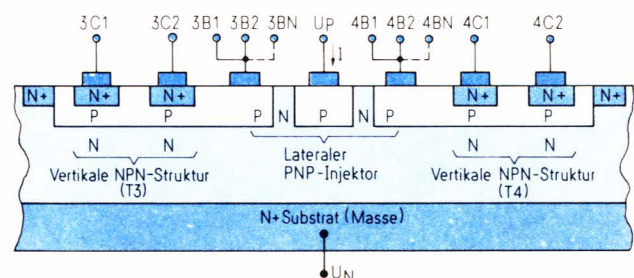 3C1 3C2 3B1 3B2 3BN UP 4B1 4B2 4BN 4C1 4C2
I
N+ N+ N+ N+ N+ N+
P P P N P N P P P
N N N N
Vertikale NPN-Struktur (T3)
Lateraler PNP-Injektor
Vertikale NPN-Struktur (T4)
N+Substrat (Masse)
UN